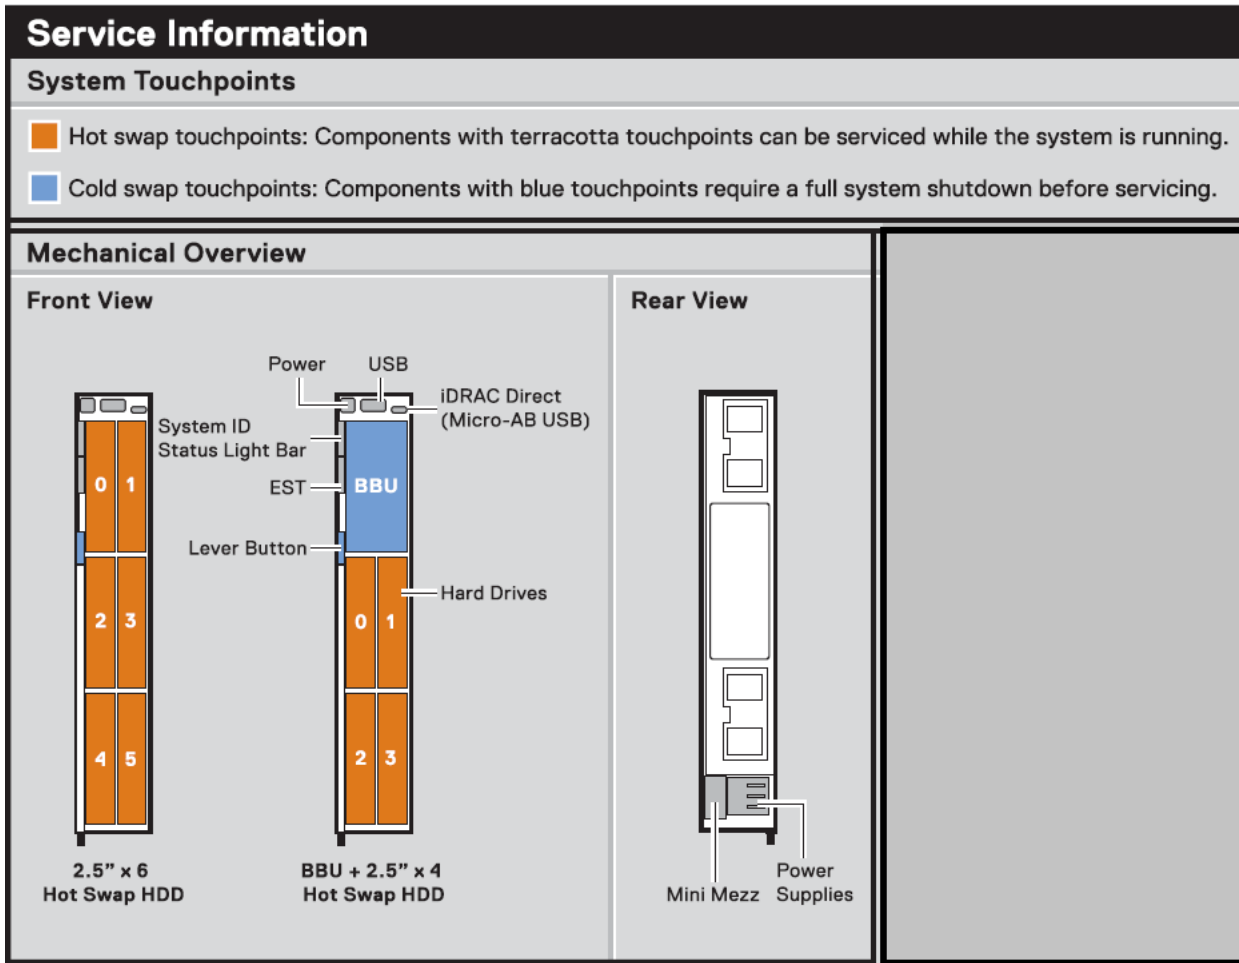 Service Information
System Touchpoints
Hot swap touchpoints: Components with terracotta touchpoints can be serviced while the system is running.
Cold swap touchpoints: Components with blue touchpoints require a full system shutdown before servicing.
Mechanical Overview
Front View
Rear View
Power
USB
iDRAC Direct
(Micro-AB USB)
System ID
Status Light Bar
EST
Lever Button
Hard Drives
0 1
2 3
4 5
BBU
0 1
2 3
2.5” x 6
Hot Swap HDD
BBU + 2.5” x 4
Hot Swap HDD
Mini Mezz
Power
Supplies